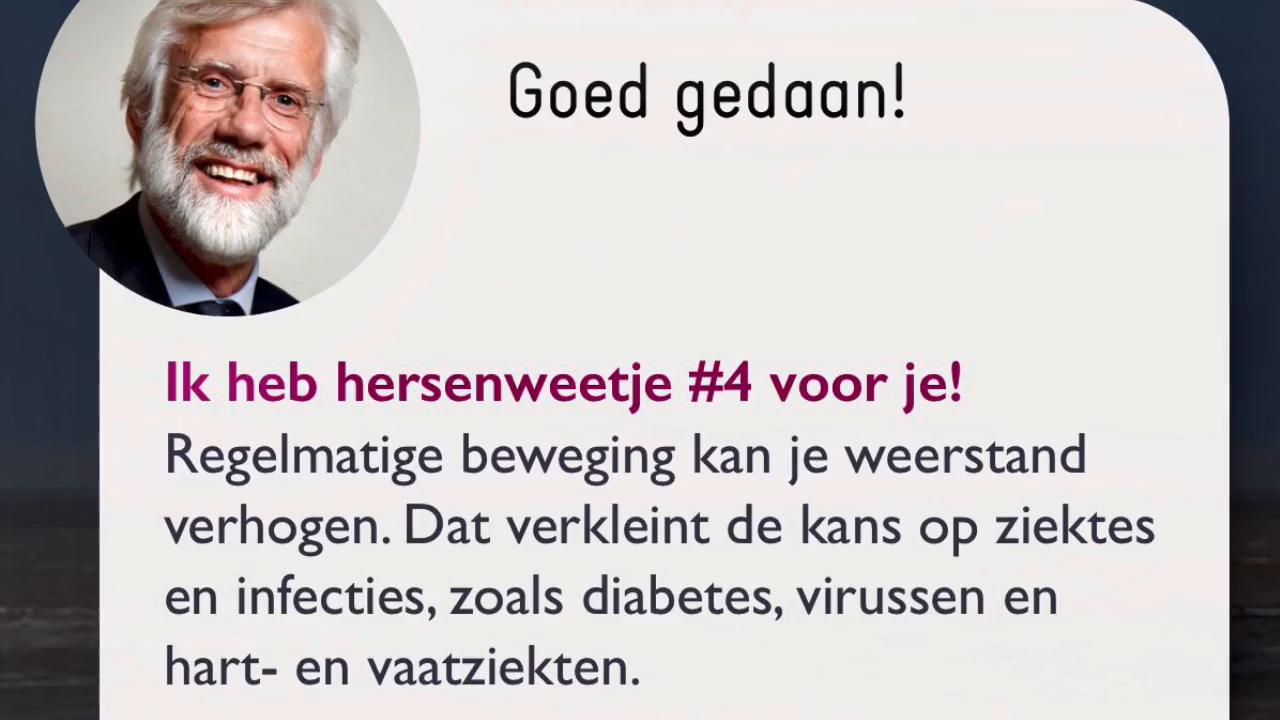 Goed gedaan!
Ik heb hersenweetje #4 voor je!
Regelmatige beweging kan je weerstand
verhogen. Dat verkleint de kans op ziektes
en infecties, zoals diabetes, virussen en
hart- en vaatziekten.